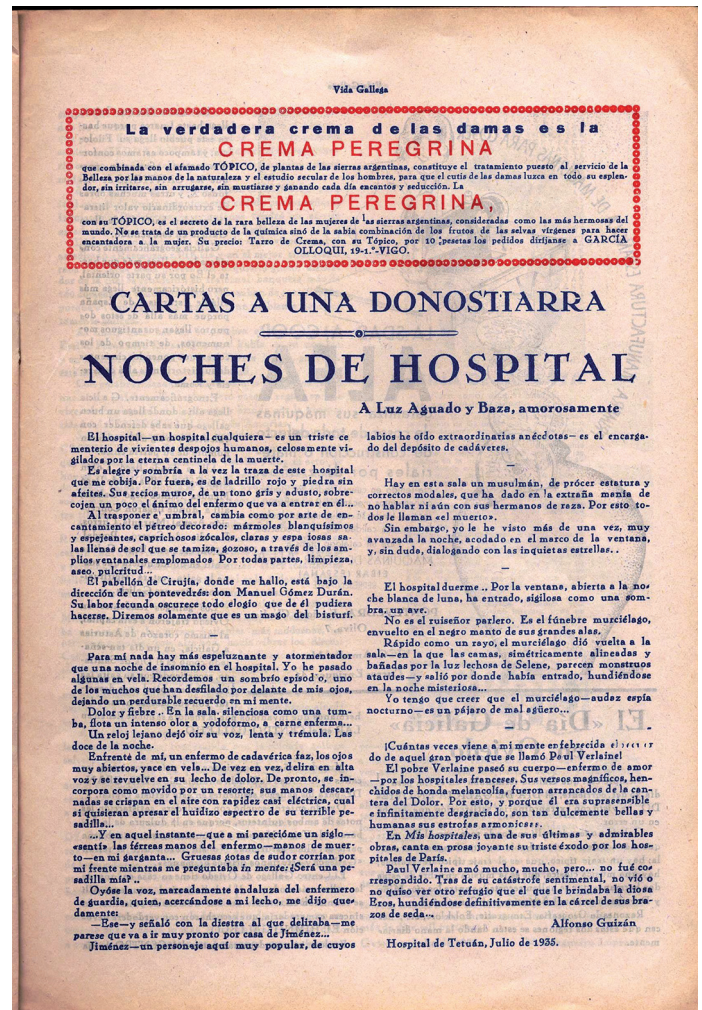 Vida Gallega
La verdadera crema de las damas es la
CREMA PEREGRINA
que combinada con el afamado TÓPICO, de plantas de las sierras argentinas, constituye el tratamiento puesto al servicio de la
Belleza por las manos de la naturaleza y el estudio secular de los hombres, para que el cutis de las damas luzca en todo su esplen-
dor, sin irritarse, sin arrugarse, sin mustiarse y ganando cada día encantos y seducción. La
CREMA PEREGRINA,
con su TÓPICO, es el secreto de la rara belleza de las mujeres de las sierras argentinas, consideradas como las más hermosas del
mundo. No se trata de un producto de la química sinó de la sabia combinación de los frutos de las selvas vírgenes para hacer
encantadora a la mujer. Su precio: Tarro de Crema, con su Tópico, por 10 pesetas los pedidos diríjanse a GARCÍA
OLLOQUI, 19-1.º-VIGO.
CARTAS A UNA DONOSTIARRA
NOCHES DE HOSPITAL
A Luz Aguado y Baza, amorosamente
El hospital—un hospital cualquiera— es un triste ce
menterio de vivientes despojos humanos, celosamente vi-
gilados por la eterna centinela de la muerte.
Es alegre y sombría a la vez la traza de este hospital
que me cobija. Por fuera, es de ladrillo rojo y piedra sin
afeites. Sus recios muros, de un tono gris y adusto, sobre-
cojen un poco el ánimo del enfermo que va a entrar en él...
Al trasponer e umbral, cambia como por arte de en-
cantamiento el pétreo decorado: mármoles blanquísimos
y espejeantes, caprichosos zócalos, claras y espa iosas sa-
las llenas de sol que se tamiza, gozoso, a través de los am-
plios ventanales emplomados Por todas partes, limpieza,
aseo, pulcritud...
El pabellón de Cirujía, donde me hallo, está bajo la
dirección de un pontevedrés: don Manuel Gómez Durán.
Su labor fecunda oscurece todo elogio que de él pudiera
hacerse. Diremos solamente que es un mago del bisturí.
—
Para mí nada hay más espeluznante y atormentador
que una noche de insomnio en el hospital. Yo he pasado
algunas en vela. Recordemos un sombrío episod o, uno
de los muchos que han desfilado por delante de mis ojos,
dejando un perdurable recuerdo en mi mente.
Dolor y fiebre . En la sala, silenciosa como una tum-
ba, flota un intenso olor a yodoformo, a carne enferma...
Un reloj lejano dejó oir su voz, lenta y trémula. Las
doce de la noche.
Enfrente de mí, un enfermo de cadavérica faz, los ojos
muy abiertos, yace en vela... De vez en vez, delira en alta
voz y se revuelve en su lecho de dolor. De pronto, se in-
corpora como movido por un resorte; sus manos descar-
nadas se crispan en el aire con rapidez casi eléctrica, cual
si quisieran apresar el huidizo espectro de su terrible pe-
sadilla...
...Y en aquel instante—que a mi parecióme un siglo—
«sentí» las férreas manos del enfermo—manos de muer-
to—en mi garganta... Gruesas gotas de sudor corrían por
mi frente mientras me preguntaba in mente: ¿Será una pe-
sadilla mía? ..
Oyóse la voz, marcadamente andaluza del enfermero
de guardia, quien, acercándose a mi lecho, me dijo que-
damente:
—Ese—y señaló con la diestra al que deliraba—me
parese que va a ir muy pronto por casa de Jiménez...
Jiménez—un personaje aquí muy popular, de cuyos
labios he oído extraordinarias anécdotas— es el encarga-
do del depósito de cadáveres.
—
Hay en esta sala un musulmán, de prócer estatura y
correctos modales, que ha dado en la extraña manía de
no hablar ni aún con sus hermanos de raza. Por esto to-
dos le llaman «el muerto».
Sin embargo, yo le he visto más de una vez, muy
avanzada la noche, acodado en el marco de la ventana,
y, sin duda, dialogando con las inquietas estrellas. .
—
El hospital duerme .. Por la ventana, abierta a la no-
che blanca de luna, ha entrado, sigilosa como una som-
bra, un ave.
No es el ruiseñor parlero. Es el fúnebre murciélago,
envuelto en el negro manto de sus grandes alas.
Rápido como un rayo, el murciélago dió vuelta a la
sala—en la que las camas, simétricamente alineadas y
bañadas por la luz lechosa de Selene, parecen monstruos
ataudes—y salió por donde había entrado, hundiéndose
en la noche misteriosa...
Yo tengo que creer que el murciélago—audaz espía
nocturno—es un pájaro de mal agüero...
—
¡Cuántas veces viene a mi mente enfebrecida el recuer
do de aquel gran poeta que se llamó Paul Verlaine!
El pobre Verlaine paseó su cuerpo—enfermo de amor
—por los hospitales franceses. Sus versos magníficos, hen-
chidos de honda melancolía, fueron arrancados de la can-
tera del Dolor. Por esto, y porque él era suprasensible
e infinitamente desgraciado, son tan dulcemente bellas y
humanas sus estrofas armoniosas.
En Mis hospitales, una de sus últimas y admirables
obras, canta en prosa joyante su triste éxodo por los hos-
pitales de París.
Paul Verlaine amó mucho, mucho, pero... no fué cor
respondido. Tras de su catástrofe sentimental, no vió o
no quiso ver otro refugio que el que le brindaba la diosa
Eros, hundiéndose definitivamente en la cárcel de sus bra-
zos de seda...
Alfonso Guizán
Hospital de Tetuán, Julio de 1935.